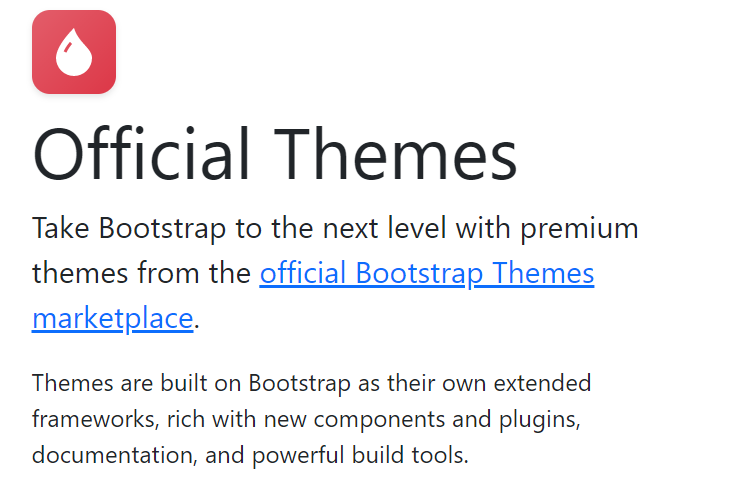 Official Themes
Take Bootstrap to the next level with premium
themes from the official Bootstrap Themes
marketplace.
Themes are built on Bootstrap as their own extended
frameworks, rich with new components and plugins,
documentation, and powerful build tools.